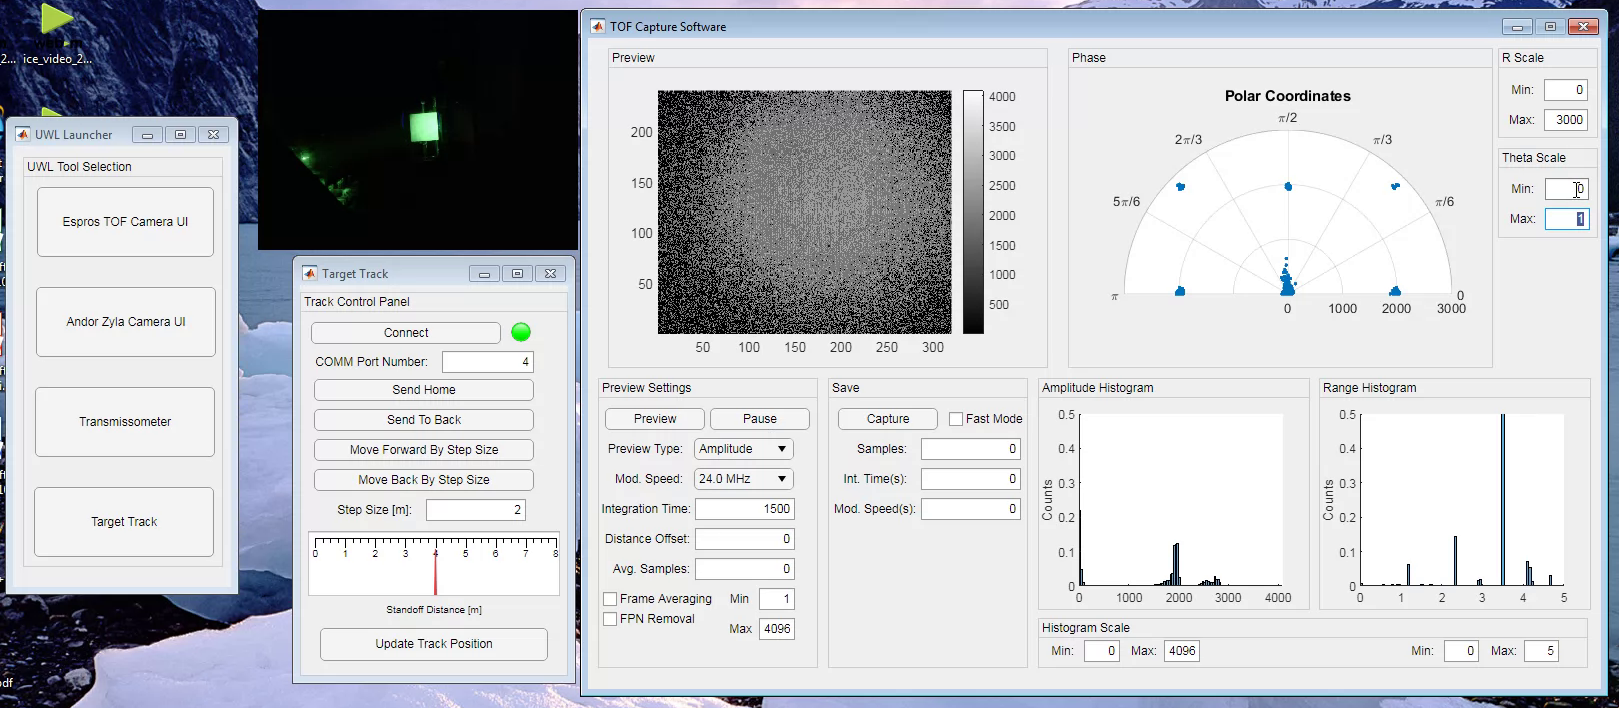 2... ice_video_2...
UWL Launcher
UWL Tool Selection
Espros TOF Camera UI
Andor Zyla Camera UI
Transmissometer
Target Track
Target Track
Track Control Panel
Connect
COMM Port Number: 4
Send Home
Send To Back
Move Forward By Step Size
Move Back By Step Size
Step Size [m]: 2
0 1 2 3 4 5 6 7 8
Standoff Distance [m]
Update Track Position
TOF Capture Software
Preview
200
150
100
50
50 100 150 200 250 300
4000
3500
3000
2500
2000
1500
1000
500
Phase
Polar Coordinates
π/2
2π/3 π/3
5π/6 π/6
π 0
0 1000 2000 3000
R Scale
Min: 0
Max: 3000
Theta Scale
Min: 0
Max: 1
Preview Settings
Preview Pause
Preview Type: Amplitude
Mod. Speed: 24.0 MHz
Integration Time: 1500
Distance Offset: 0
Avg. Samples: 0
Frame Averaging Min 1
FPN Removal
Max 4096
Save
Capture Fast Mode
Samples: 0
Int. Time(s): 0
Mod. Speed(s): 0
Amplitude Histogram
0.5
0.4
0.3
0.2
0.1
0
Counts
0 1000 2000 3000 4000
Range Histogram
0.5
0.4
0.3
0.2
0.1
0
Counts
0 1 2 3 4 5
Histogram Scale
Min: 0 Max: 4096 Min: 0 Max: 5
pdf